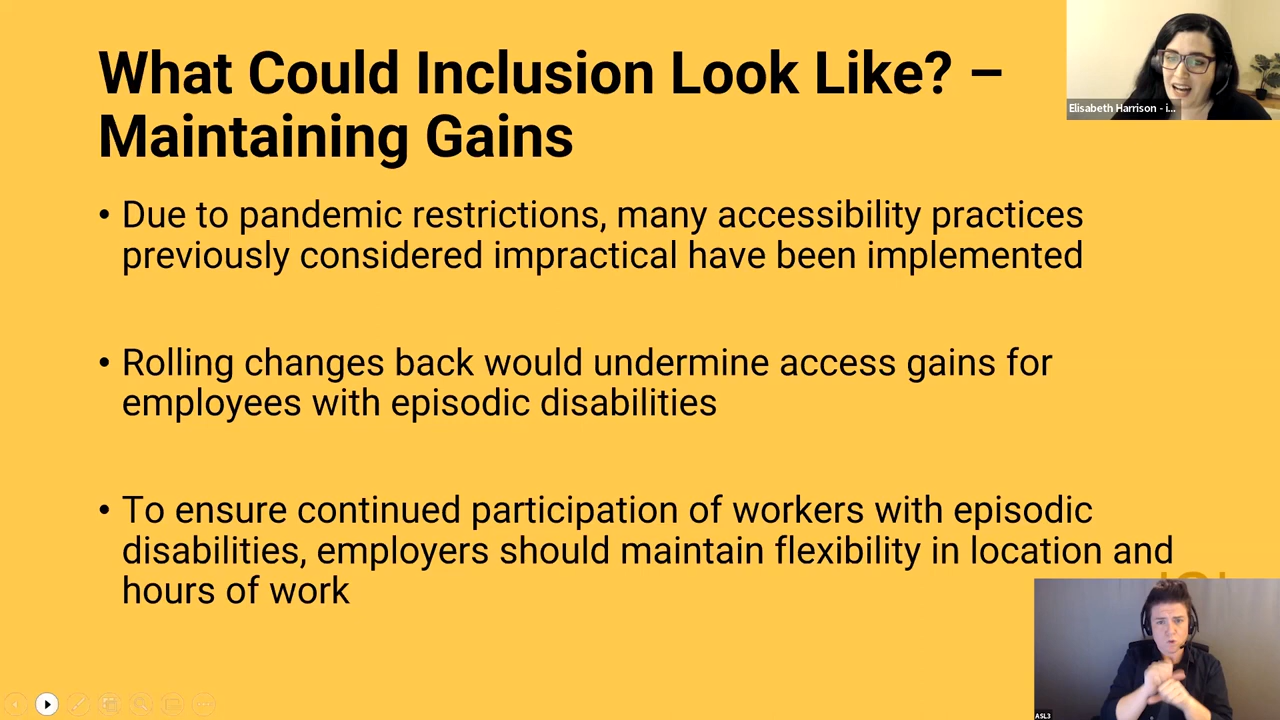 What Could Inclusion Look Like? –
Maintaining Gains
Elisabeth Harrison - i...
• Due to pandemic restrictions, many accessibility practices
previously considered impractical have been implemented
• Rolling changes back would undermine access gains for
employees with episodic disabilities
• To ensure continued participation of workers with episodic
disabilities, employers should maintain flexibility in location and
hours of work
ASL3